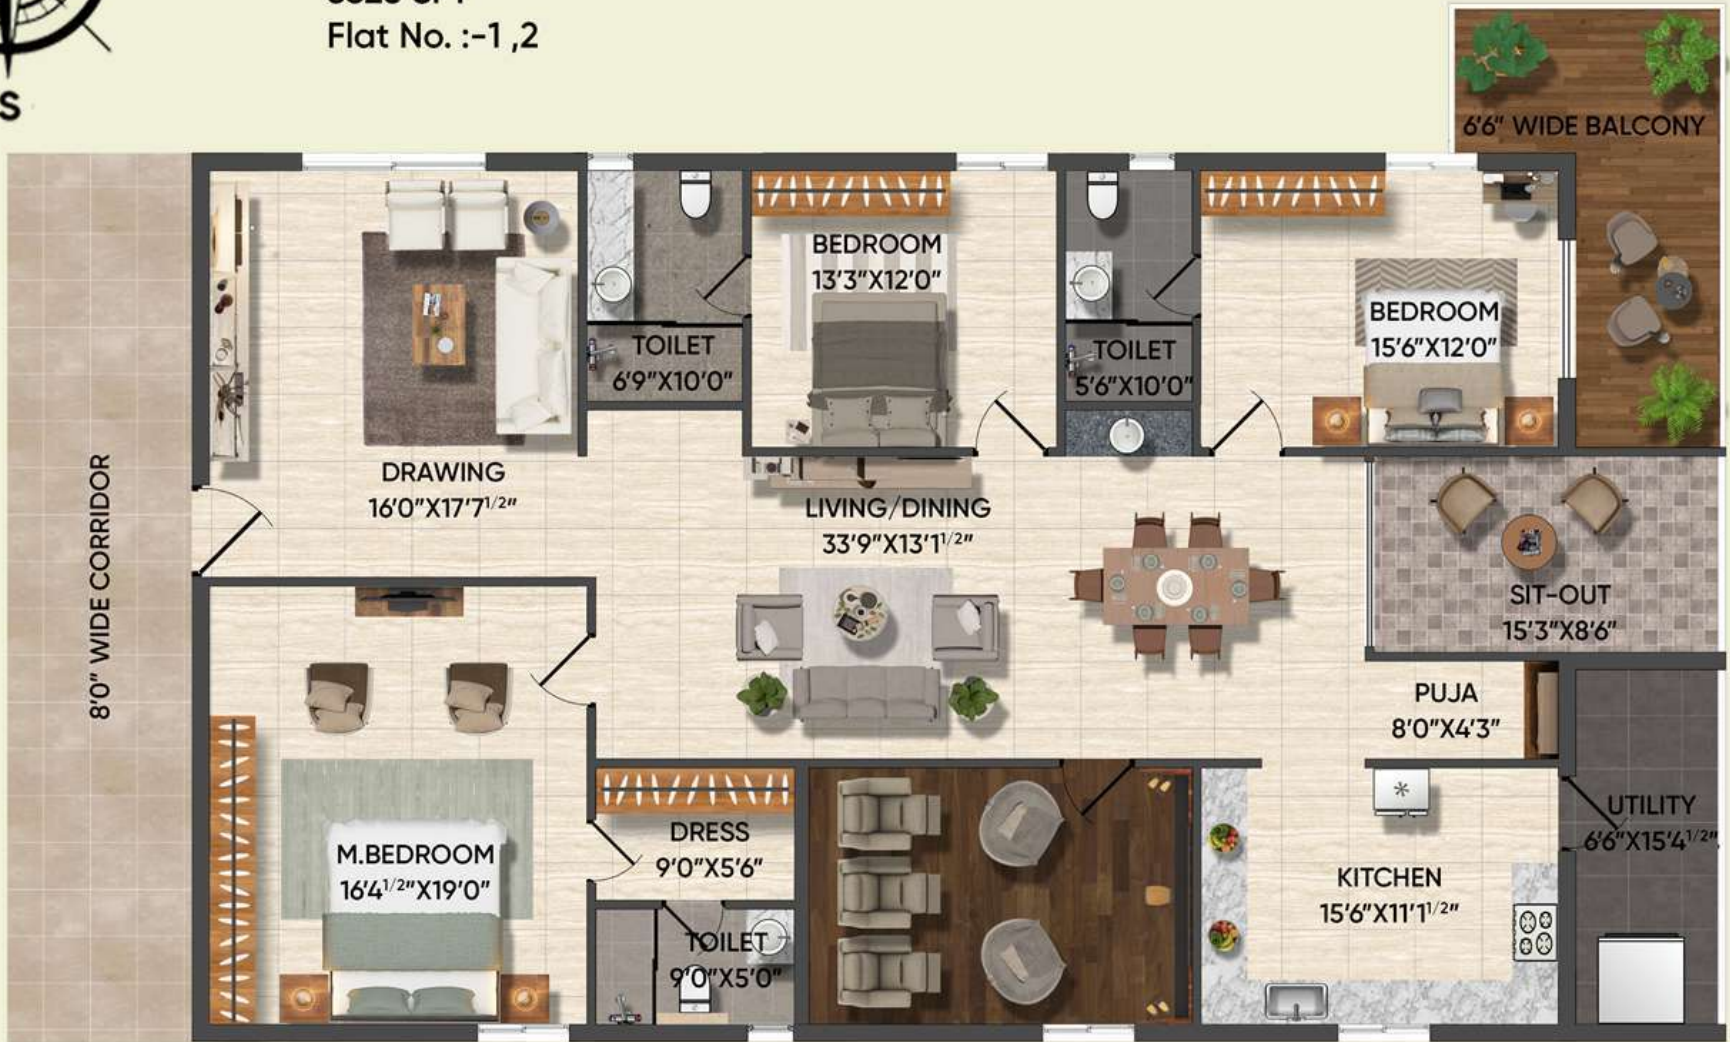 Flat No. :-1 ,2
S
6'6" WIDE BALCONY
BEDROOM
13'3"X12'0"
BEDROOM
15'6"X12'0"
TOILET
6'9"X10'0"
TOILET
5'6"X10'0"
DRAWING
16'0"X17'7 1/2"
LIVING/DINING
33'9"X13'1 1/2"
8'0" WIDE CORRIDOR
SIT-OUT
15'3"X8'6"
PUJA
8'0"X4'3"
UTILITY
6'6"X15'4 1/2"
DRESS
9'0"X5'6"
M.BEDROOM
16'4 1/2"X19'0"
KITCHEN
15'6"X11'1 1/2"
TOILET
9'0"X5'0"